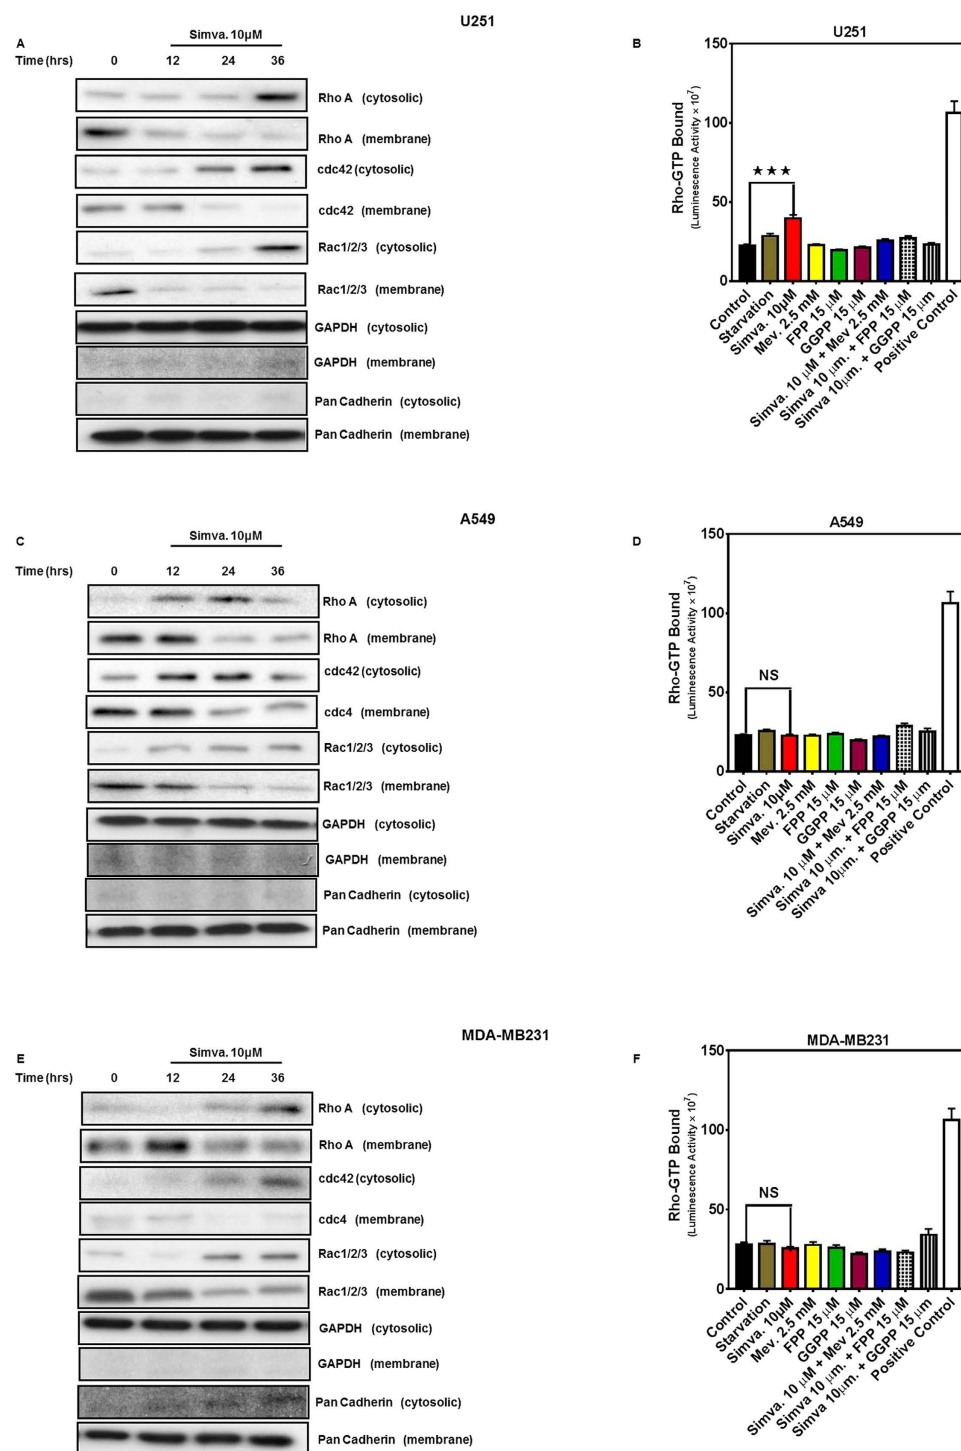 U251
A
Simva. 10µM
Time (hrs) 0 12 24 36
Rho A (cytosolic)
Rho A (membrane)
cdc42 (cytosolic)
cdc42 (membrane)
Rac1/2/3 (cytosolic)
Rac1/2/3 (membrane)
GAPDH (cytosolic)
GAPDH (membrane)
Pan Cadherin (cytosolic)
Pan Cadherin (membrane)
B
U251
Rho-GTP Bound
(Luminescence Activity × 10⁷)
150
100
50
0
★★★
Control
Starvation
Simva. 10µM
Mev. 2.5 mM
FPP 15 µM
GGPP 15 µM
Simva. 10 µM + Mev 2.5 mM
Simva 10 µm. + FPP 15 µM
Simva 10µm. + GGPP 15 µm
Positive Control
A549
C
Simva. 10µM
Time (hrs) 0 12 24 36
Rho A (cytosolic)
Rho A (membrane)
cdc42 (cytosolic)
cdc4 (membrane)
Rac1/2/3 (cytosolic)
Rac1/2/3 (membrane)
GAPDH (cytosolic)
GAPDH (membrane)
Pan Cadherin (cytosolic)
Pan Cadherin (membrane)
D
A549
Rho-GTP Bound
(Luminescence Activity × 10⁷)
150
100
50
0
NS
Control
Starvation
Simva. 10µM
Mev. 2.5 mM
FPP 15 µM
GGPP 15 µM
Simva. 10 µM + Mev 2.5 mM
Simva 10 µm. + FPP 15 µM
Simva 10µm. + GGPP 15 µm
Positive Control
MDA-MB231
E
Simva. 10µM
Time (hrs) 0 12 24 36
Rho A (cytosolic)
Rho A (membrane)
cdc42 (cytosolic)
cdc4 (membrane)
Rac1/2/3 (cytosolic)
Rac1/2/3 (membrane)
GAPDH (cytosolic)
GAPDH (membrane)
Pan Cadherin (cytosolic)
Pan Cadherin (membrane)
F
MDA-MB231
Rho-GTP Bound
(Luminescence Activity × 10⁷)
150
100
50
0
NS
Control
Starvation
Simva. 10µM
Mev. 2.5 mM
FPP 15 µM
GGPP 15 µM
Simva. 10 µM + Mev 2.5 mM
Simva 10 µm. + FPP 15 µM
Simva 10µm. + GGPP 15 µm
Positive Control